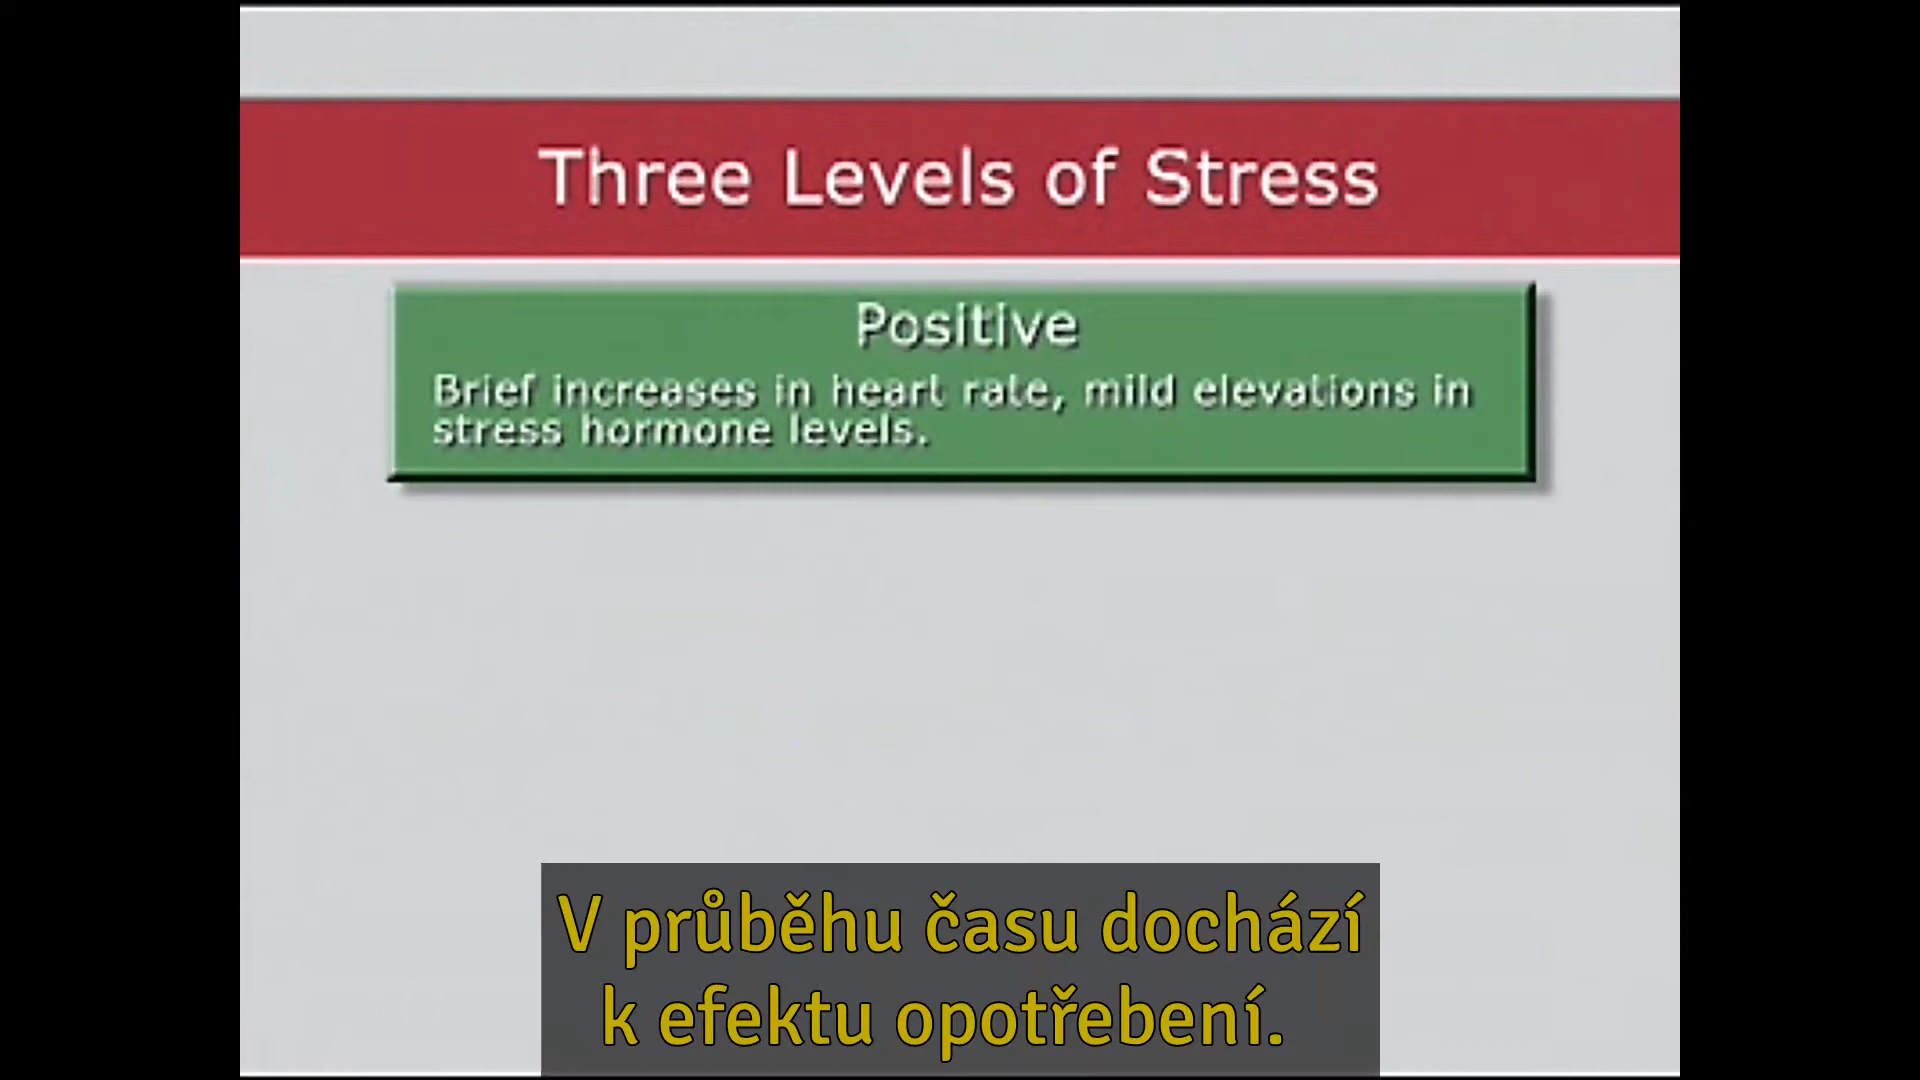 Three Levels of Stress
Positive
Brief increases in heart rate, mild elevations in
stress hormone levels.
V průběhu času dochází
k efektu opotřebení.